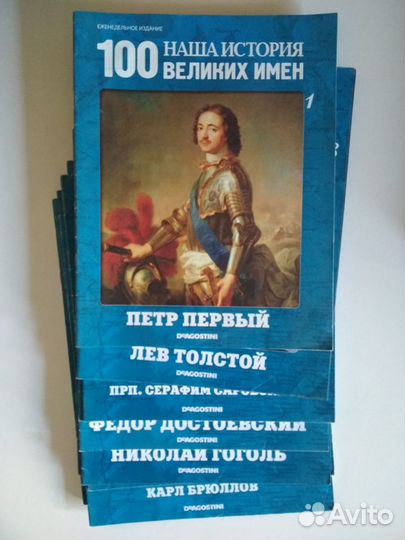 ЕЖЕНЕДЕЛЬНОЕ ИЗДАНИЕ
100 НАША ИСТОРИЯ
ВЕЛИКИХ ИМЕН
1
ПЕТР ПЕРВЫЙ
DeAGOSTINI
ЛЕВ ТОЛСТОЙ
DeAGOSTINI
ПРП. СЕРАФИМ
DeAGOSTINI
ФЕДОР ДОСТОЕВСКИЙ
DeAGOSTINI
НИКОЛАЙ ГОГОЛЬ
DeAGOSTINI
КАРЛ БРЮЛЛОВ
DeAGOSTINI
Avito